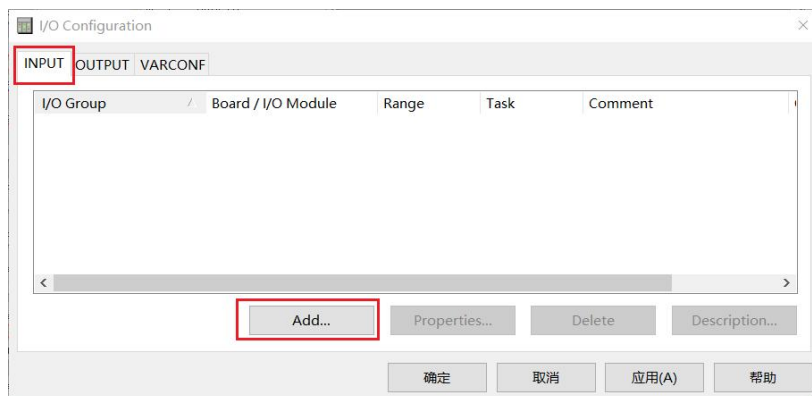 I/O Configuration
INPUT OUTPUT VARCONF
I/O Group Board / I/O Module Range Task Comment
Add... Properties... Delete Description...
确定 取消 应用(A) 帮助